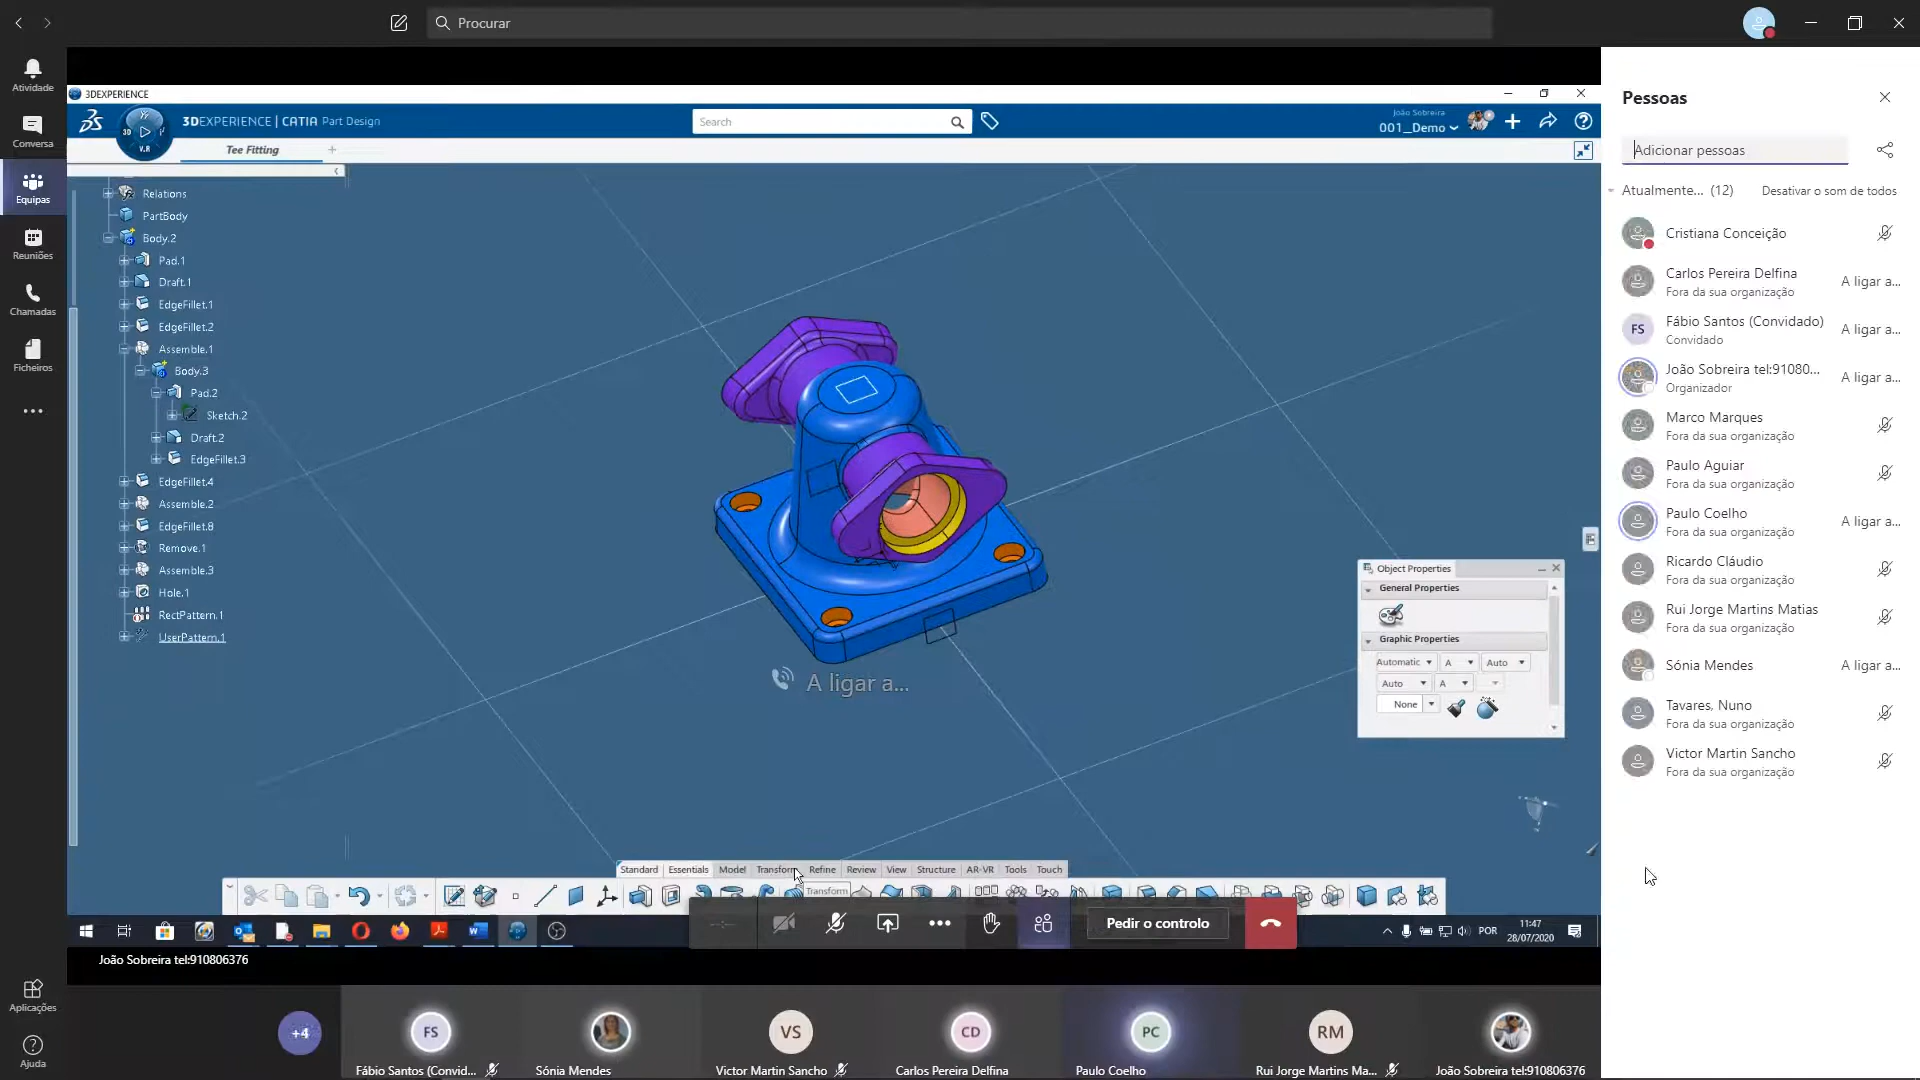 Procurar
Atividade
Conversa
Equipas
Reuniões
Chamadas
Ficheiros
Aplicações
Ajuda
3DEXPERIENCE
3DEXPERIENCE | CATIA Part Design
3D
V.R
Search
João Sobreira
001__Demo
Tee Fitting
Relations
PartBody
Body.2
Pad.1
Draft.1
EdgeFillet.1
EdgeFillet.2
Assemble.1
Body.3
Pad.2
Sketch.2
Draft.2
EdgeFillet.3
EdgeFillet.4
Assemble.2
EdgeFillet.8
Remove.1
Assemble.3
Hole.1
RectPattern.1
UserPattern.1
A ligar a...
Object Properties
General Properties
Graphic Properties
Automatic A Auto
Auto A
None
Standard Essentials Model Transform Refine Review View Structure AR-VR Tools Touch
Transform
Pedir o controlo
POR
11:47
28/07/2020
João Sobreira tel:910806376
+4
FS
Fábio Santos (Convid...
Sónia Mendes
VS
Victor Martin Sancho
CD
Carlos Pereira Delfina
PC
Paulo Coelho
RM
Rui Jorge Martins Ma...
João Sobreira tel:910806376
Pessoas
Adicionar pessoas
Atualmente... (12) Desativar o som de todos
Cristiana Conceição
Carlos Pereira Delfina
Fora da sua organização
A ligar a...
FS
Fábio Santos (Convidado)
Convidado
A ligar a...
João Sobreira tel:91080...
Organizador
A ligar a...
Marco Marques
Fora da sua organização
Paulo Aguiar
Fora da sua organização
Paulo Coelho
Fora da sua organização
A ligar a...
Ricardo Cláudio
Fora da sua organização
Rui Jorge Martins Matias
Fora da sua organização
Sónia Mendes
A ligar a...
Tavares, Nuno
Fora da sua organização
Victor Martin Sancho
Fora da sua organização